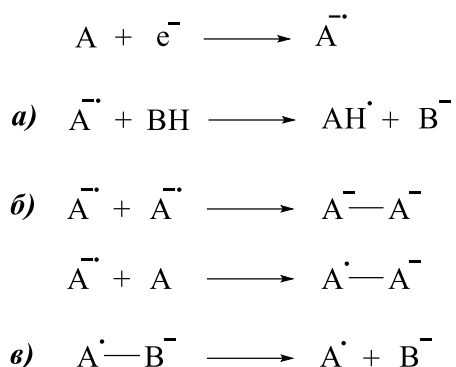 A + e⁻ ⟶ A⁻•
а) A⁻• + BH ⟶ AH• + B⁻
б) A⁻• + A⁻• ⟶ A⁻—A⁻
A⁻• + A ⟶ A•—A⁻
в) A•—B⁻ ⟶ A• + B⁻